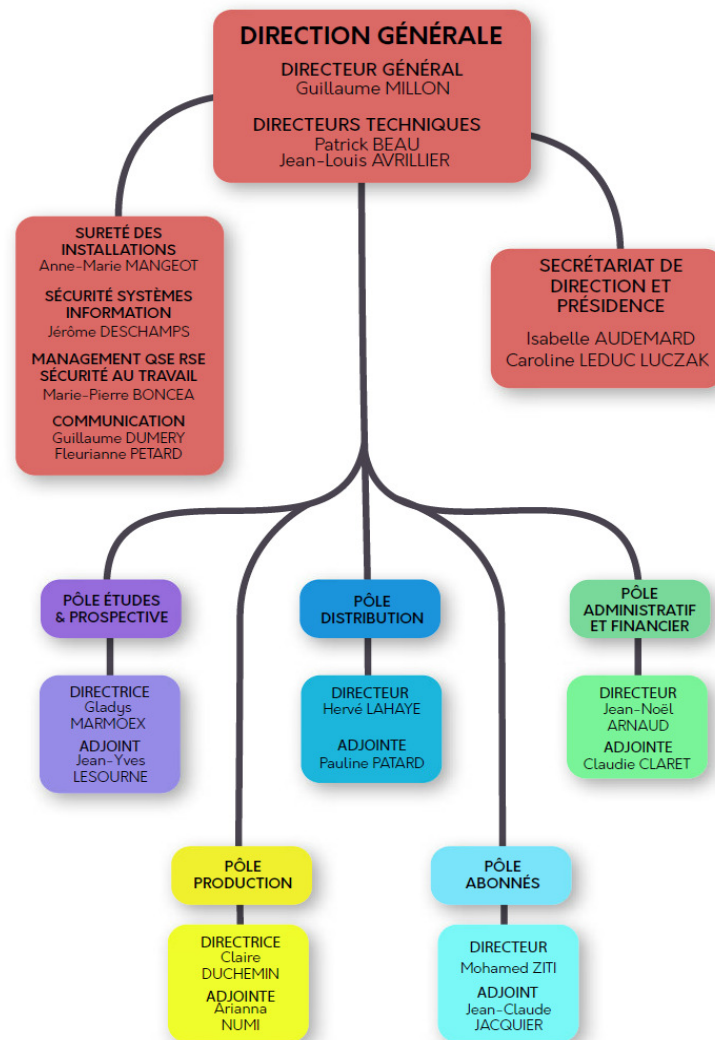 DIRECTION GÉNÉRALE
DIRECTEUR GÉNÉRAL
Guillaume MILLON
DIRECTEURS TECHNIQUES
Patrick BEAU
Jean-Louis AVRILLIER
SURETÉ DES
INSTALLATIONS
Anne-Marie MANGEOT
SÉCURITÉ SYSTÈMES
INFORMATION
Jérôme DESCHAMPS
MANAGEMENT QSE RSE
SÉCURITÉ AU TRAVAIL
Marie-Pierre BONCEA
COMMUNICATION
Guillaume DUMERY
Fleurianne PETARD
SECRÉTARIAT DE
DIRECTION ET
PRÉSIDENCE
Isabelle AUDEMARD
Caroline LEDUC LUCZAK
PÔLE ÉTUDES
& PROSPECTIVE
DIRECTRICE
Gladys
MARMOEX
ADJOINT
Jean-Yves
LESOURNE
PÔLE
DISTRIBUTION
DIRECTEUR
Hervé LAHAYE
ADJOINTE
Pauline PATARD
PÔLE
ADMINISTRATIF
ET FINANCIER
DIRECTEUR
Jean-Noël
ARNAUD
ADJOINTE
Claudie CLARET
PÔLE
PRODUCTION
DIRECTRICE
Claire
DUCHEMIN
ADJOINTE
Arianna
NUMI
PÔLE
ABONNÉS
DIRECTEUR
Mohamed ZITI
ADJOINT
Jean-Claude
JACQUIER